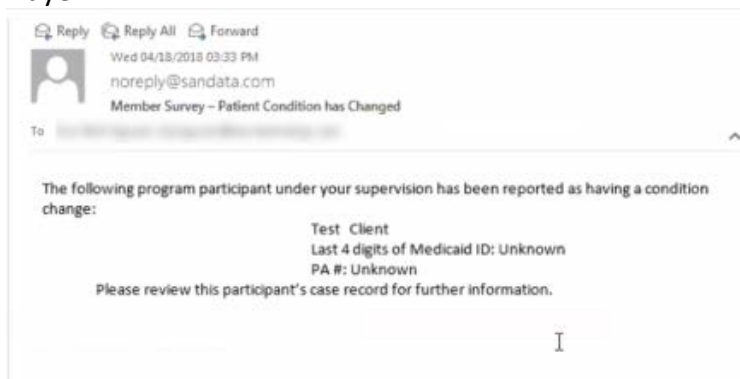 Reply Reply All Forward
Wed 04/18/2018 03:33 PM
noreply@sandata.com
Member Survey – Patient Condition has Changed
To
The following program participant under your supervision has been reported as having a condition
change:
Test Client
Last 4 digits of Medicaid ID: Unknown
PA #: Unknown
Please review this participant's case record for further information.